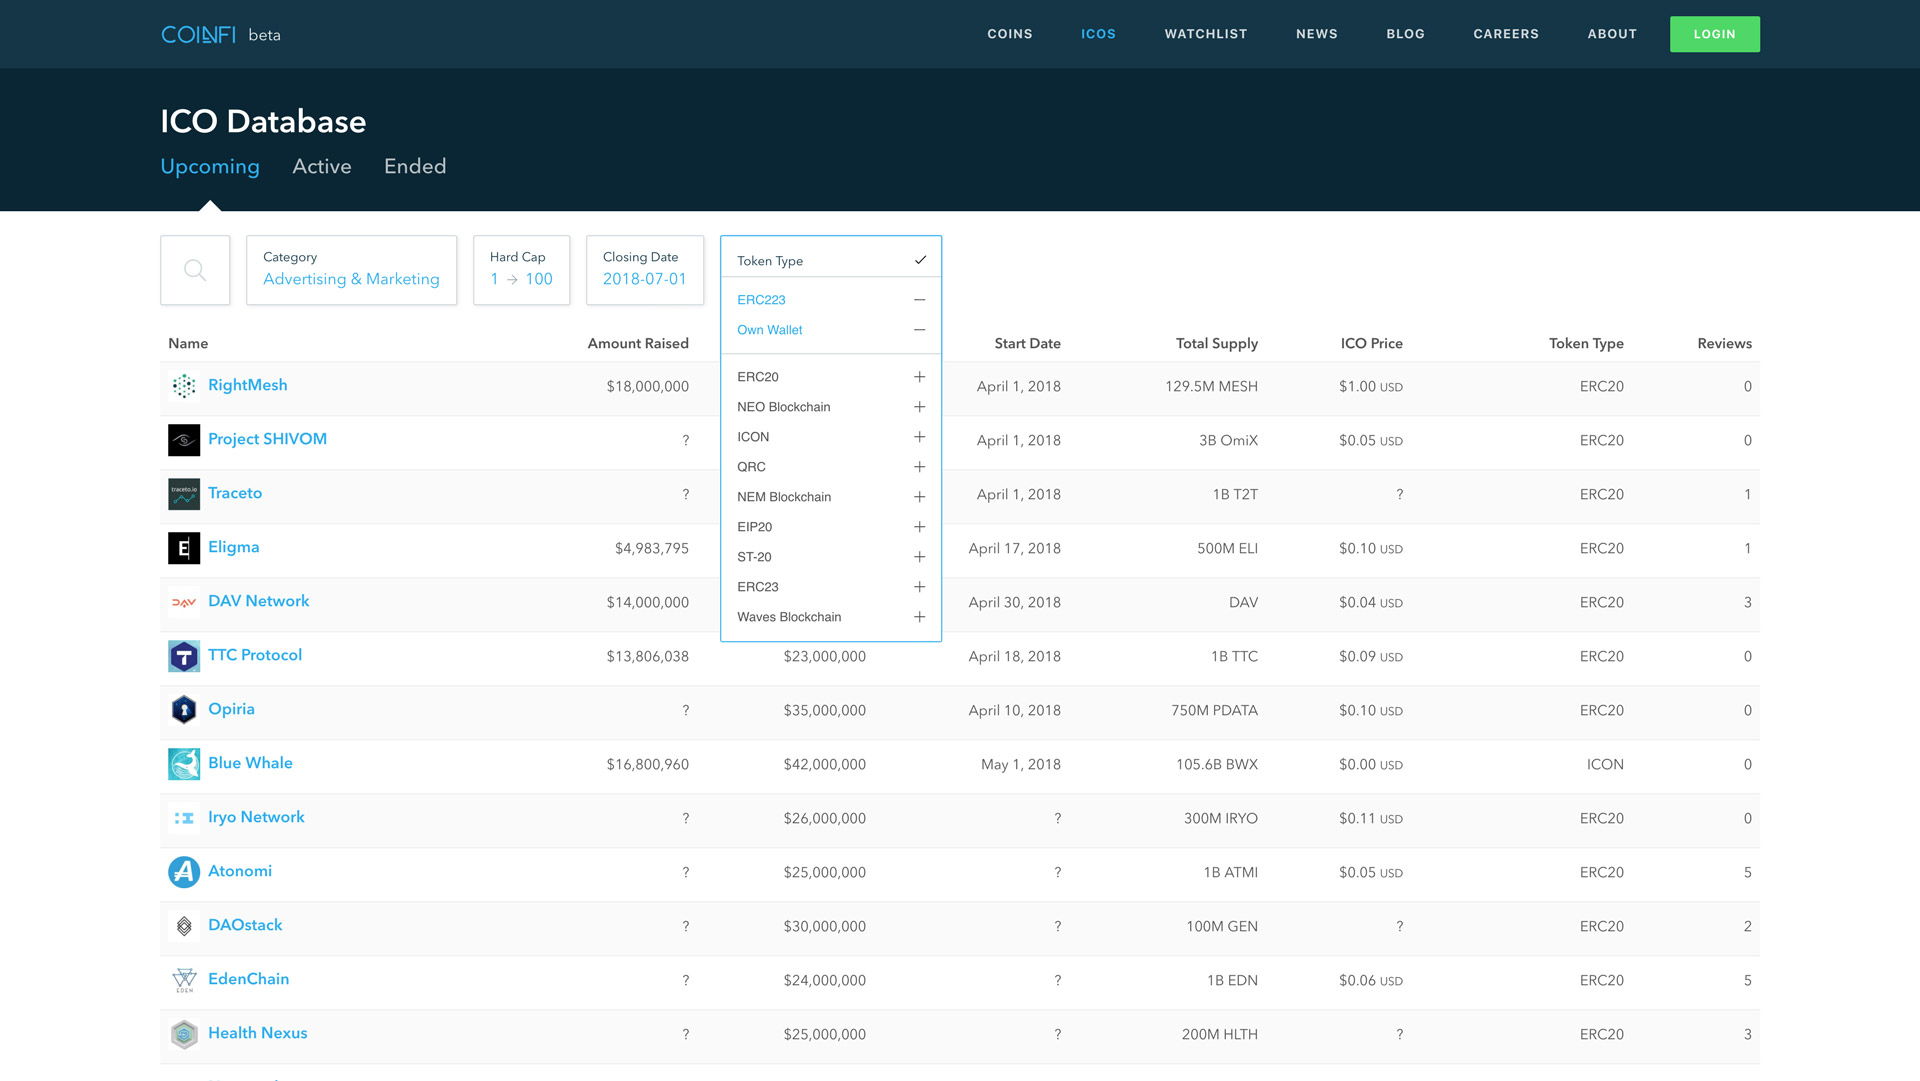 COINFI beta COINS ICOS WATCHLIST NEWS BLOG CAREERS ABOUT LOGIN
ICO Database
Upcoming Active Ended
Category Hard Cap Closing Date
Advertising & Marketing 1 → 100 2018-07-01
Token Type
ERC223
Own Wallet
ERC20
NEO Blockchain
ICON
QRC
NEM Blockchain
EIP20
ST-20
ERC23
Waves Blockchain
Name Amount Raised Start Date Total Supply ICO Price Token Type Reviews
RightMesh $18,000,000 April 1, 2018 129.5M MESH $1.00 USD ERC20 0
Project SHIVOM ? April 1, 2018 3B OmiX $0.05 USD ERC20 0
traceto.io Traceto ? April 1, 2018 1B T2T ? ERC20 1
E Eligma $4,983,795 April 17, 2018 500M ELI $0.10 USD ERC20 1
DAV DAV Network $14,000,000 April 30, 2018 DAV $0.04 USD ERC20 3
T TTC Protocol $13,806,038 $23,000,000 April 18, 2018 1B TTC $0.09 USD ERC20 0
Opiria ? $35,000,000 April 10, 2018 750M PDATA $0.10 USD ERC20 0
Blue Whale $16,800,960 $42,000,000 May 1, 2018 105.6B BWX $0.00 USD ICON 0
Iryo Network ? $26,000,000 ? 300M IRYO $0.11 USD ERC20 0
A Atonomi ? $25,000,000 ? 1B ATMI $0.05 USD ERC20 5
DAOstack ? $30,000,000 ? 100M GEN ? ERC20 2
EDEN EdenChain ? $24,000,000 ? 1B EDN $0.06 USD ERC20 5
Health Nexus ? $25,000,000 ? 200M HLTH ? ERC20 3